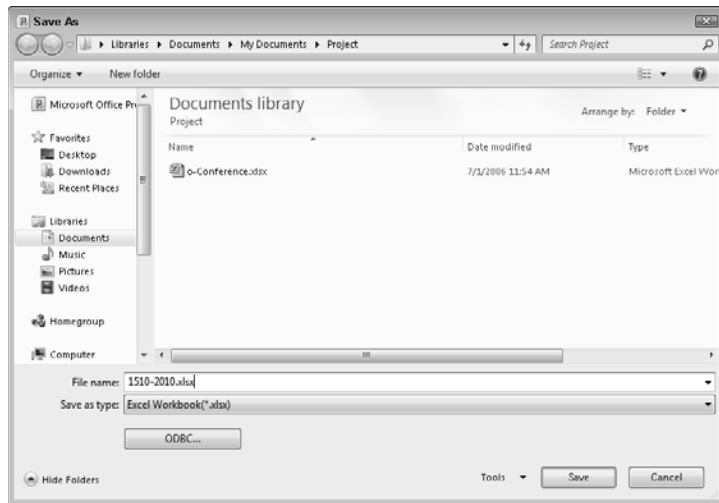 Save As
Libraries ▸ Documents ▸ My Documents ▸ Project
Search Project
Organize
New folder
Microsoft Office Pr
Documents library
Project
Arrange by: Folder
Favorites
Desktop
Downloads
Recent Places
Name
Date modified
Type
o-Conference.xlsx
7/1/2006 11:54 AM
Microsoft Excel Wor
Libraries
Documents
Music
Pictures
Videos
Homegroup
Computer
File name: 1510-2010.xlsx
Save as type: Excel Workbook(*.xlsx)
ODBC...
Hide Folders
Tools
Save
Cancel